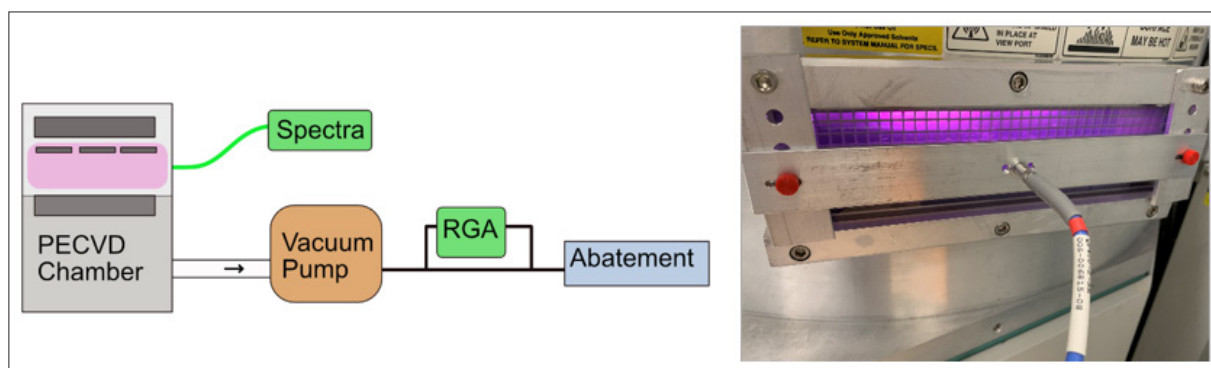 Spectra
PECVD
Chamber
→
Vacuum
Pump
RGA
Abatement
Use Only Approved Solvents
REFER TO SYSTEM MANUAL FOR SPECS.
IN PLACE AT
VIEW PORT
SURFACE
MAY BE HOT